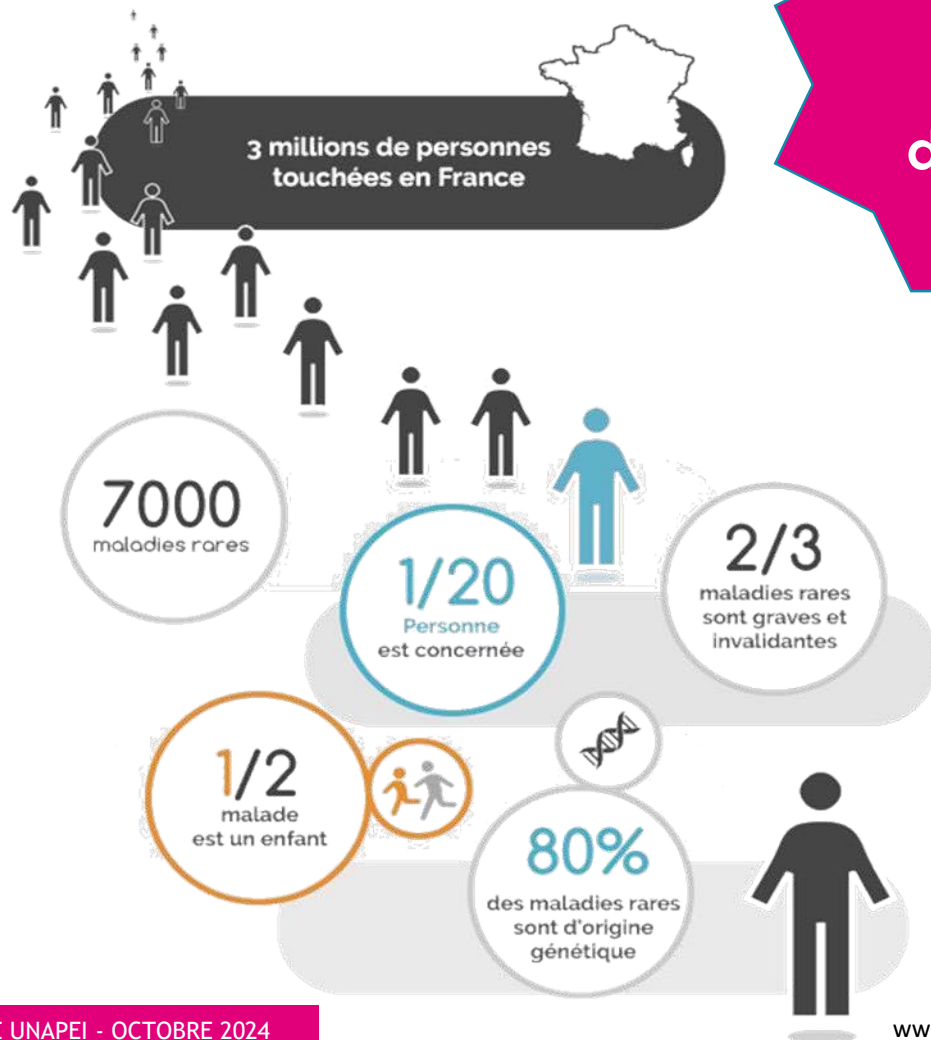 3 millions de personnes
touchées en France
d
7000
maladies rares
1/20
Personne
est concernée
2/3
maladies rares
sont graves et
invalidantes
1/2
malade
est un enfant
80%
des maladies rares
sont d'origine
génétique
E UNAPEI - OCTOBRE 2024
ww